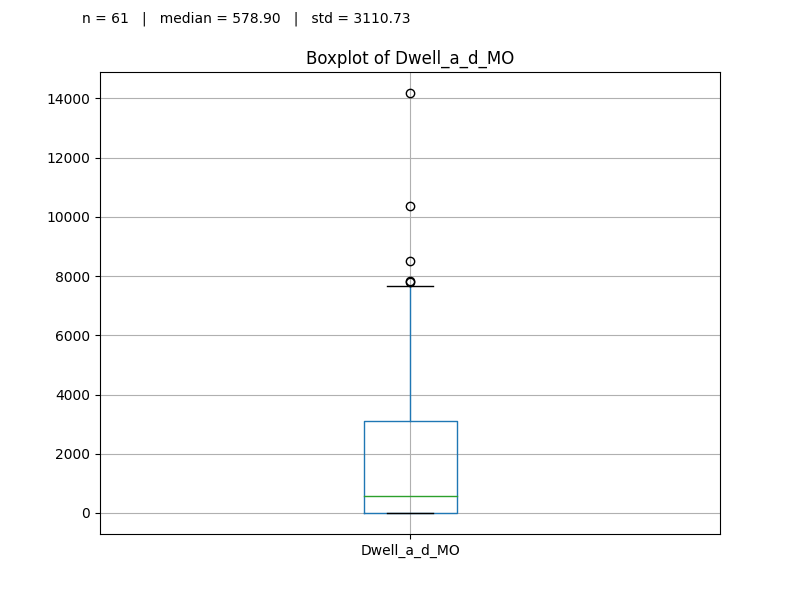 n = 61   |   median = 578.90   |   std = 3110.73
Boxplot of Dwell_a_d_MO
14000
12000
10000
8000
6000
4000
2000
0
Dwell_a_d_MO